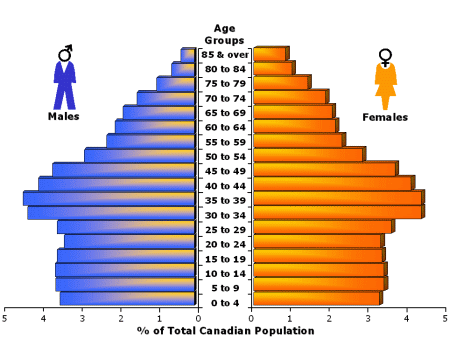 Age
Groups
85 & over
80 to 84
75 to 79
70 to 74
65 to 69
60 to 64
55 to 59
50 to 54
45 to 49
40 to 44
35 to 39
30 to 34
25 to 29
20 to 24
15 to 19
10 to 14
5 to 9
0 to 4
Males
Females
5 4 3 2 1 0 0 1 2 3 4 5
% of Total Canadian Population